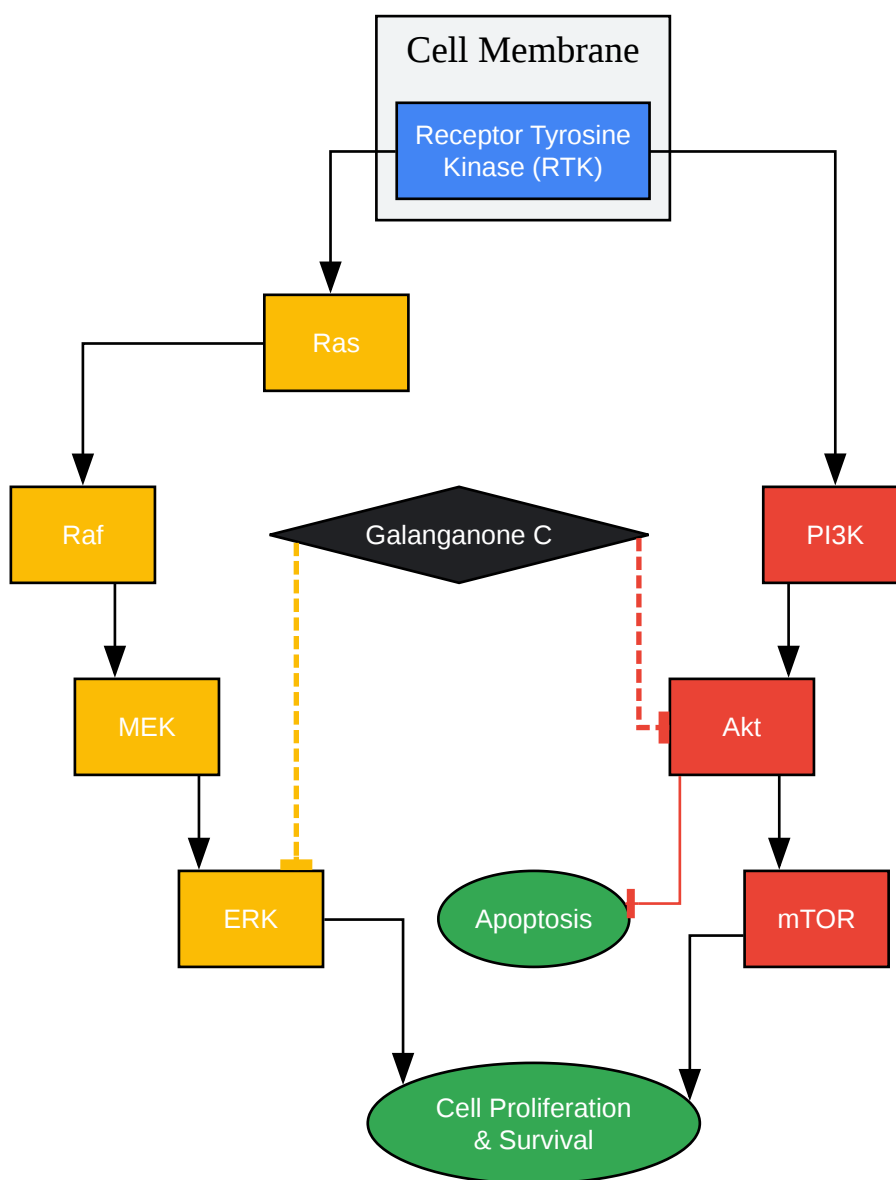 Cell Membrane
Receptor Tyrosine
Kinase (RTK)
Ras
Raf
Galanganone C
PI3K
MEK
Akt
ERK
Apoptosis
mTOR
Cell Proliferation
& Survival